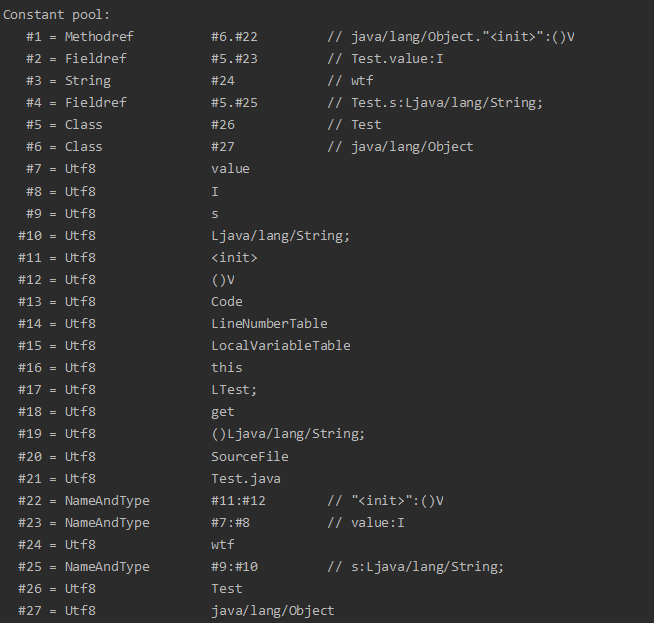 Constant pool:
#1 = Methodref #6.#22 // java/lang/Object."<init>":()V
#2 = Fieldref #5.#23 // Test.value:I
#3 = String #24 // wtf
#4 = Fieldref #5.#25 // Test.s:Ljava/lang/String;
#5 = Class #26 // Test
#6 = Class #27 // java/lang/Object
#7 = Utf8 value
#8 = Utf8 I
#9 = Utf8 s
#10 = Utf8 Ljava/lang/String;
#11 = Utf8 <init>
#12 = Utf8 ()V
#13 = Utf8 Code
#14 = Utf8 LineNumberTable
#15 = Utf8 LocalVariableTable
#16 = Utf8 this
#17 = Utf8 LTest;
#18 = Utf8 get
#19 = Utf8 ()Ljava/lang/String;
#20 = Utf8 SourceFile
#21 = Utf8 Test.java
#22 = NameAndType #11:#12 // "<init>":()V
#23 = NameAndType #7:#8 // value:I
#24 = Utf8 wtf
#25 = NameAndType #9:#10 // s:Ljava/lang/String;
#26 = Utf8 Test
#27 = Utf8 java/lang/Object